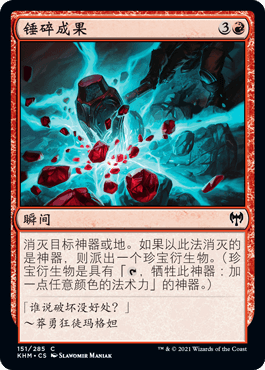 锤碎成果 3
瞬间
消灭目标神器或地。如果以此法消灭的
是神器,则派出一个珍宝衍生物。(珍
宝衍生物是具有「,牺牲此神器:加
一点任意颜色的法术力」的神器。)
「谁说破坏没好处?」
~莽勇狂徒玛格妲
151/285 C
KHM • CS SLAWOMIR MANIAK
™ & © 2021 Wizards of the Coast